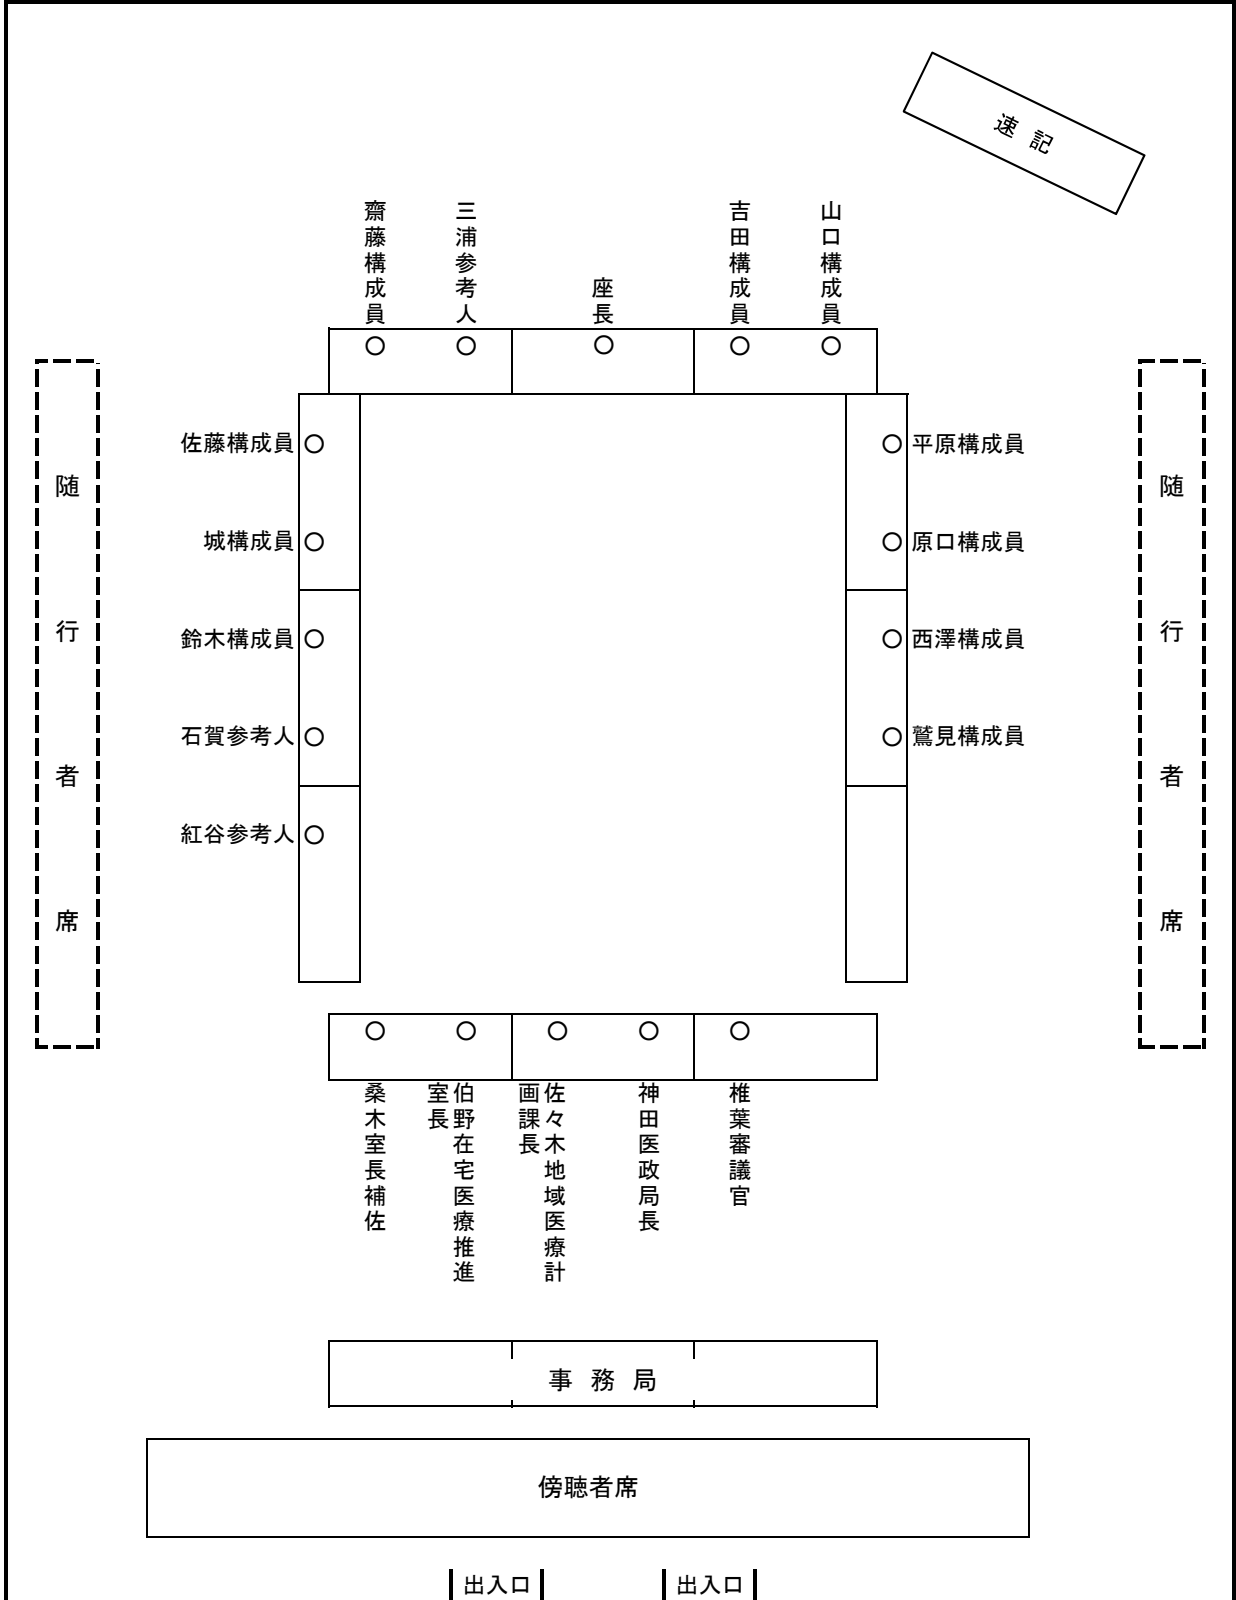 速記
齋藤構成員
三浦参考人
座長
吉田構成員
山口構成員
佐藤構成員
城構成員
鈴木構成員
石賀参考人
紅谷参考人
平原構成員
原口構成員
西澤構成員
鷲見構成員
随行者席
随行者席
桑木室長補佐
伯野在宅医療推進
室長
佐々木地域医療計
画課長
神田医政局長
椎葉審議官
事務局
傍聴者席
出入口
出入口